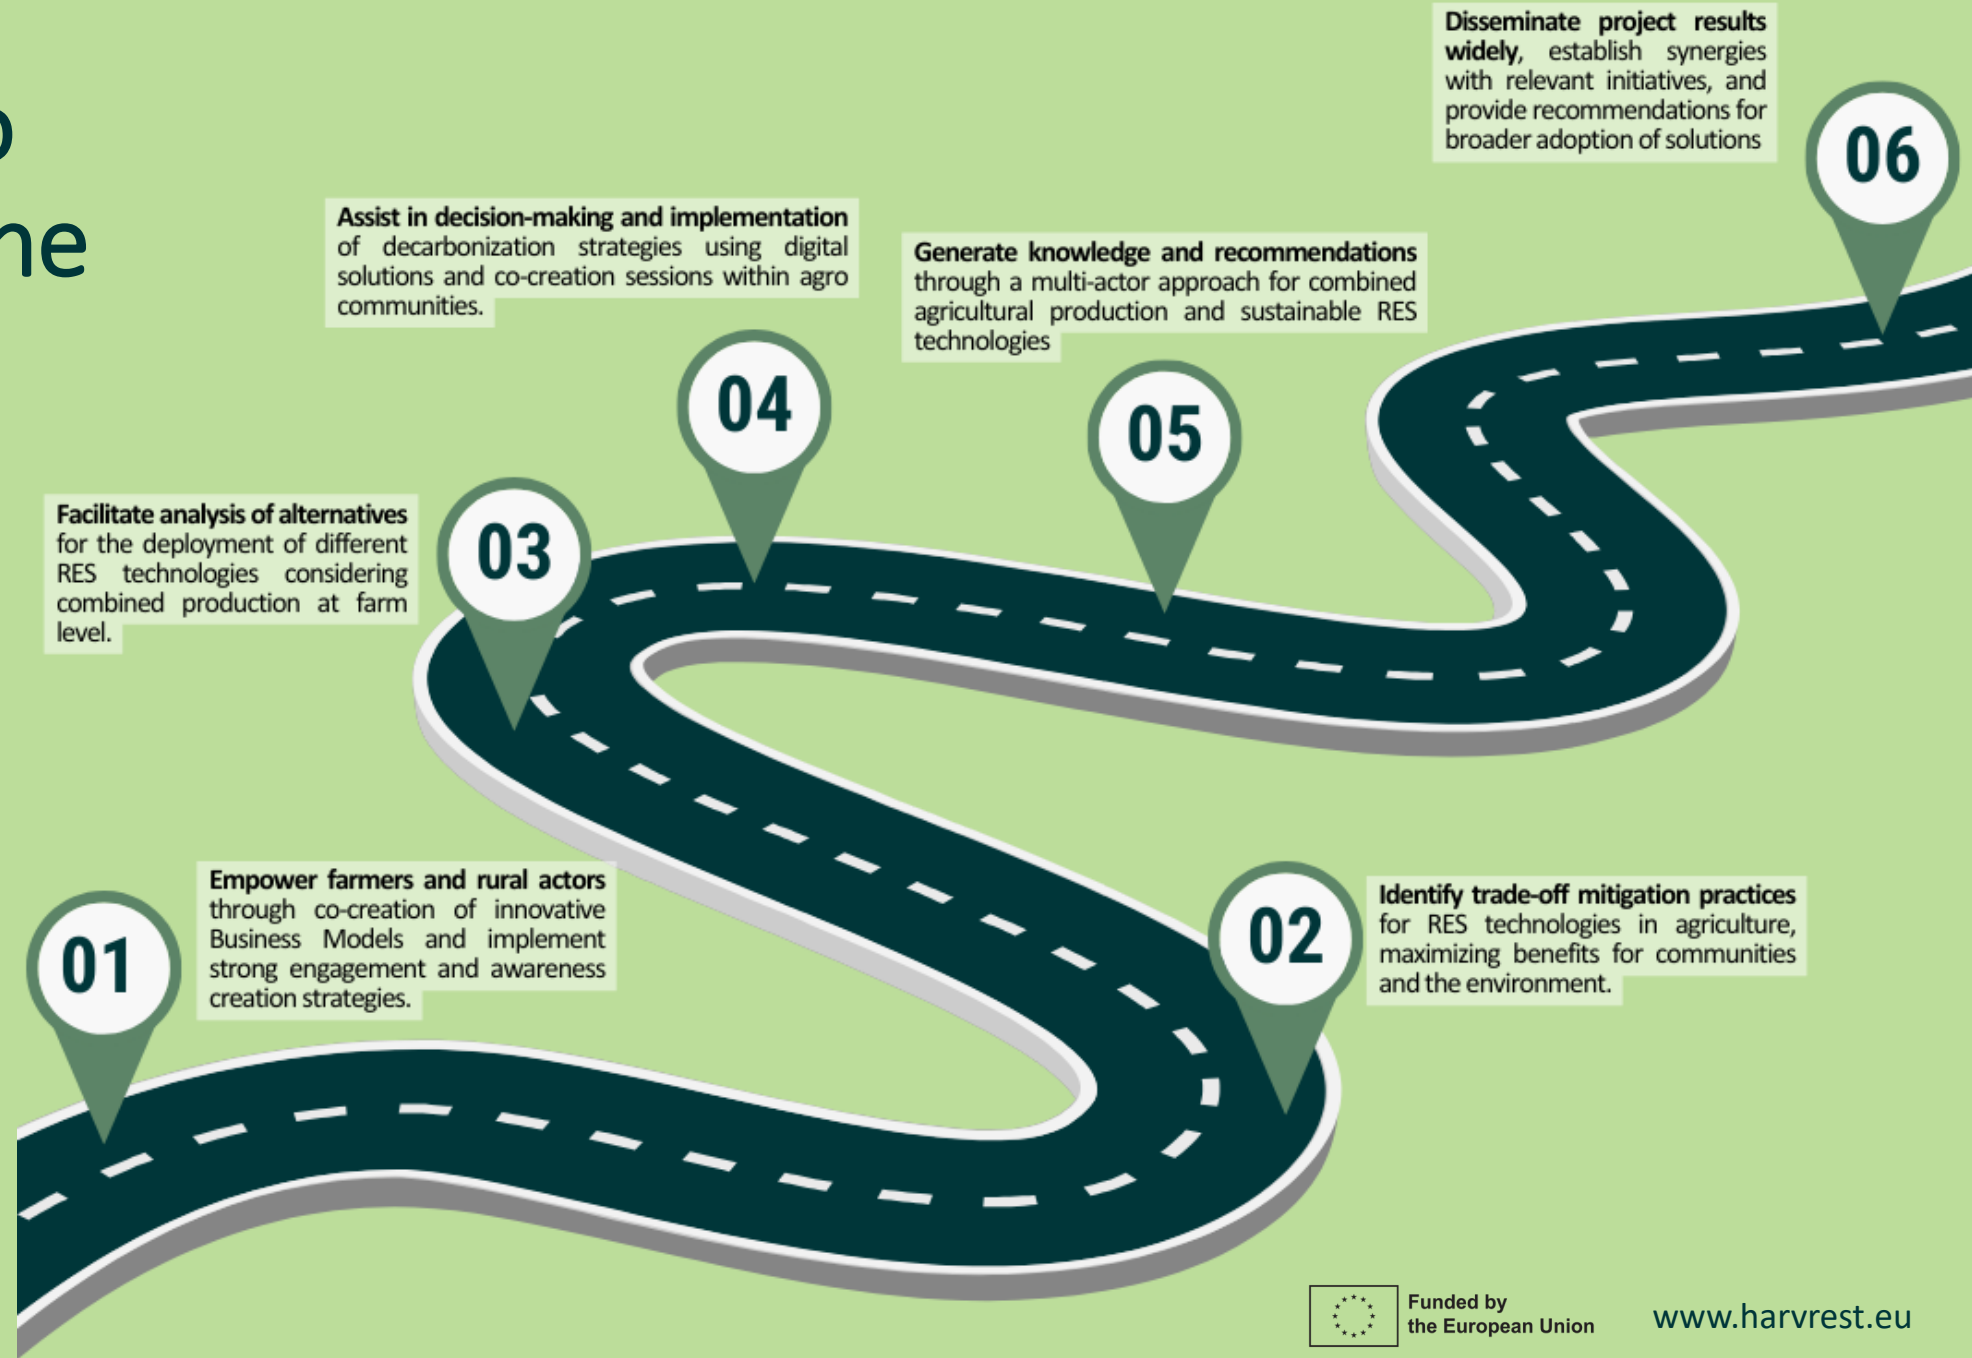 Disseminate project results
widely, establish synergies
with relevant initiatives, and
provide recommendations for
broader adoption of solutions
06
Assist in decision-making and implementation
of decarbonization strategies using digital
solutions and co-creation sessions within agro
communities.
04
Generate knowledge and recommendations
through a multi-actor approach for combined
agricultural production and sustainable RES
technologies
05
Facilitate analysis of alternatives
for the deployment of different
RES technologies considering
combined production at farm
level.
03
01
Empower farmers and rural actors
through co-creation of innovative
Business Models and implement
strong engagement and awareness
creation strategies.
02
Identify trade-off mitigation practices
for RES technologies in agriculture,
maximizing benefits for communities
and the environment.
Funded by
the European Union
www.harvrest.eu